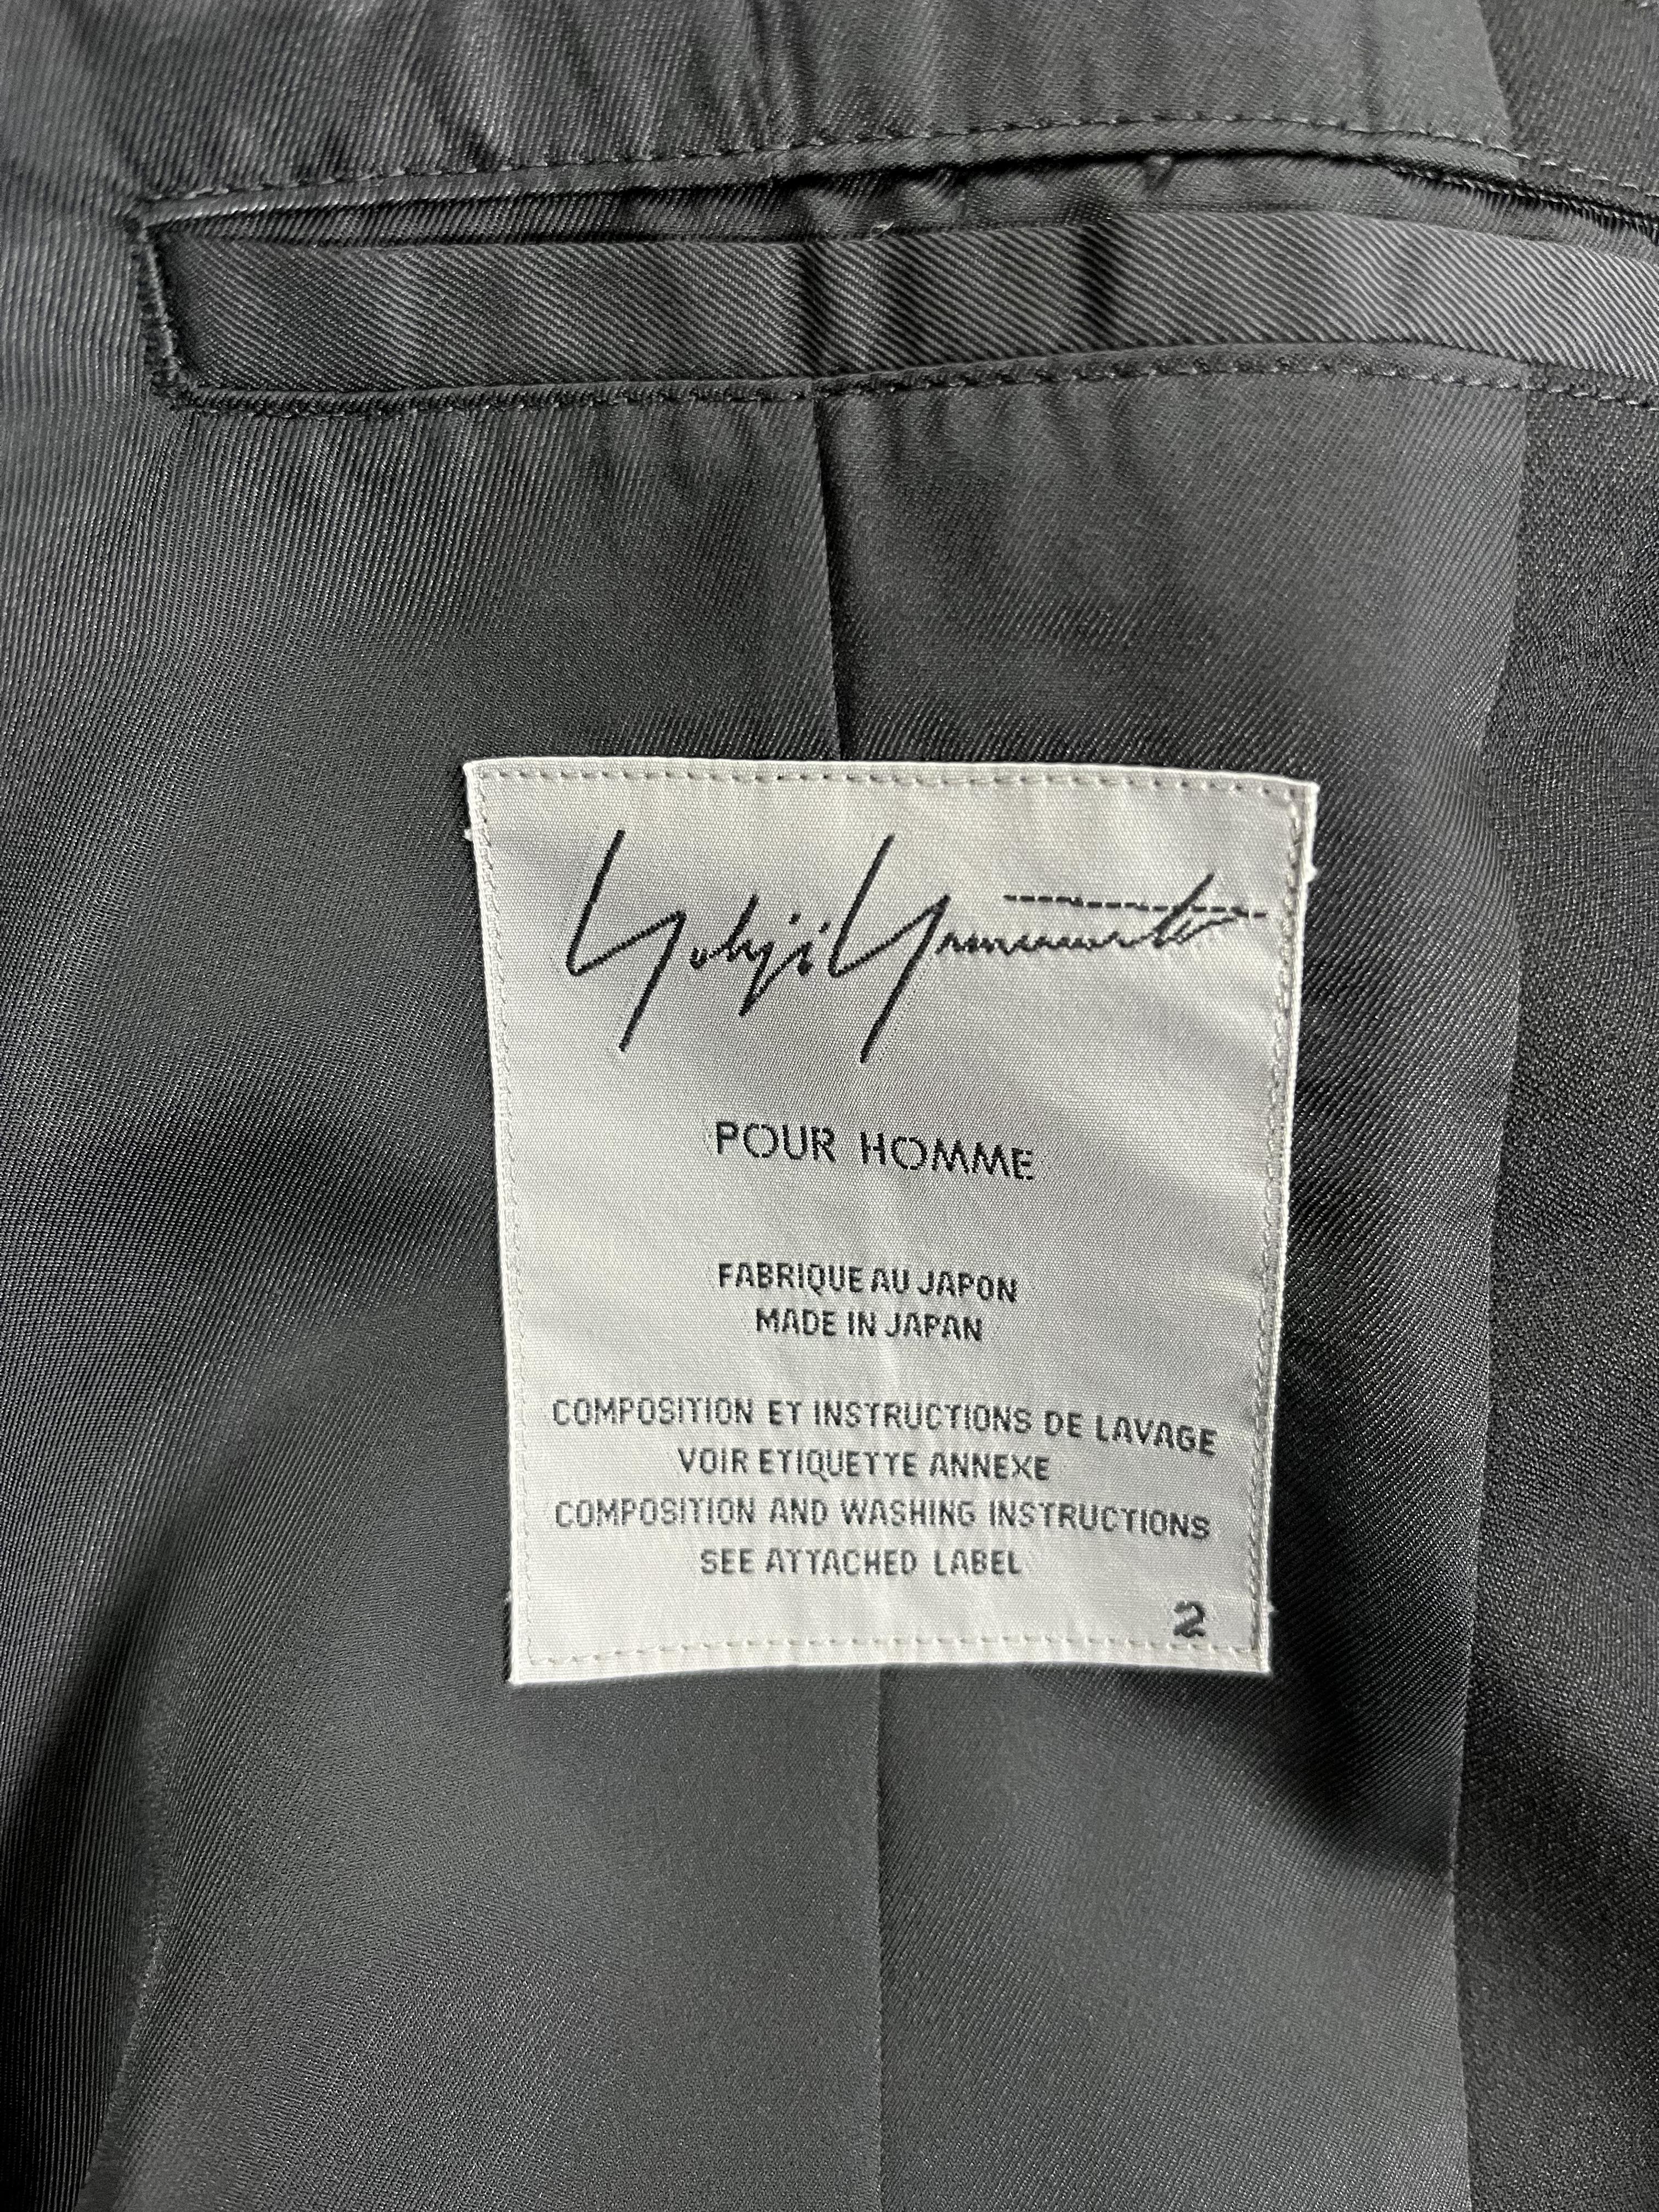 Yohji Yamamoto
POUR HOMME
FABRIQUE AU JAPON
MADE IN JAPAN
COMPOSITION ET INSTRUCTIONS DE LAVAGE
VOIR ETIQUETTE ANNEXE
COMPOSITION AND WASHING INSTRUCTIONS
SEE ATTACHED LABEL
2